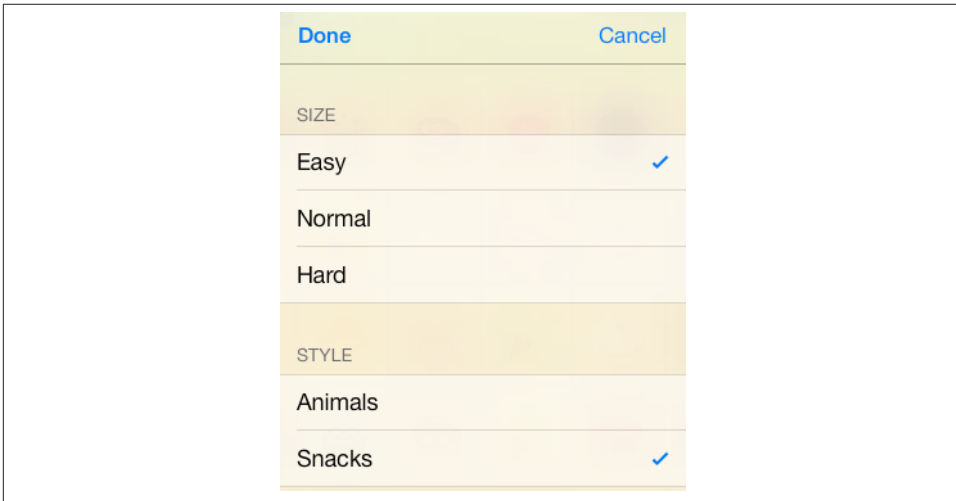 Done Cancel
SIZE
Easy
Normal
Hard
STYLE
Animals
Snacks